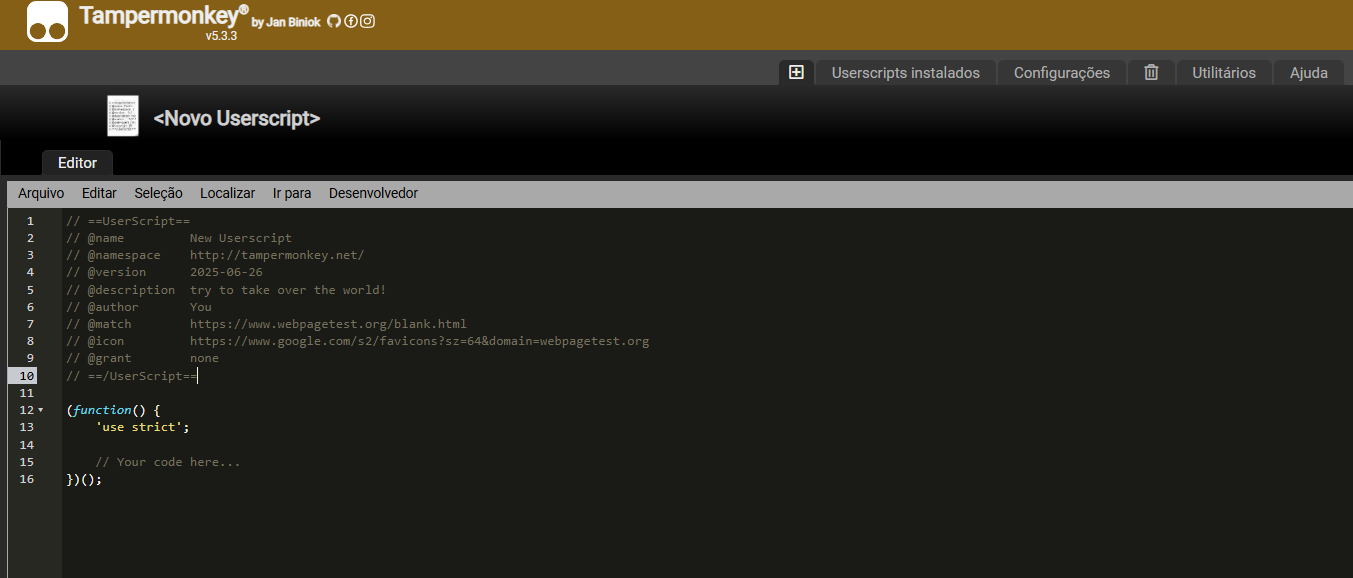 Tampermonkey® by Jan Biniok
v5.3.3
Userscripts instalados Configurações Utilitários Ajuda
<Novo Userscript>
Editor
Arquivo Editar Seleção Localizar Ir para Desenvolvedor
1 // ==UserScript==
2 // @name         New Userscript
3 // @namespace    http://tampermonkey.net/
4 // @version      2025-06-26
5 // @description  try to take over the world!
6 // @author       You
7 // @match        https://www.webpagetest.org/blank.html
8 // @icon         https://www.google.com/s2/favicons?sz=64&domain=webpagetest.org
9 // @grant        none
10 // ==/UserScript==
11
12 (function() {
13     'use strict';
14
15     // Your code here...
16 })();